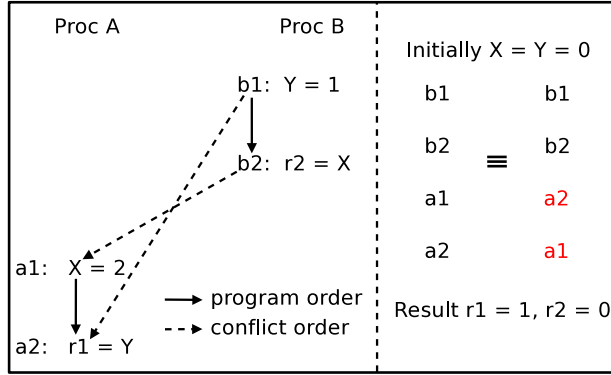 Proc A Proc B
b1: Y = 1
b2: r2 = X
a1: X = 2
a2: r1 = Y
program order
conflict order
Initially X = Y = 0
b1 b1
b2 ≡ b2
a1 a2
a2 a1
Result r1 = 1, r2 = 0